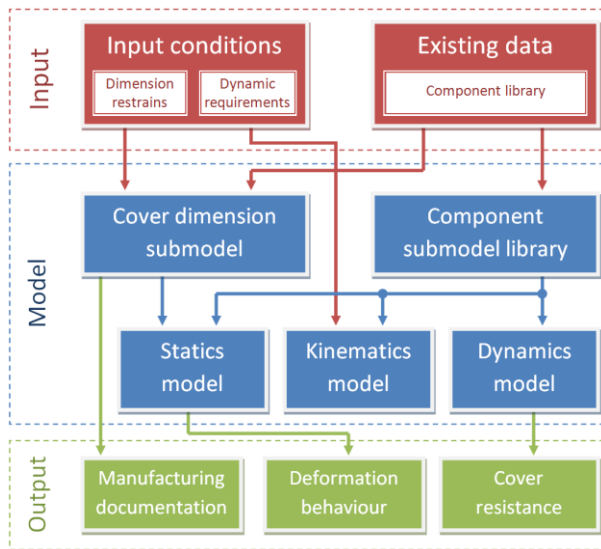 Input
Input conditions
Dimension
restrains
Dynamic
requirements
Existing data
Component library
Model
Cover dimension
submodel
Component
submodel library
Statics
model
Kinematics
model
Dynamics
model
Output
Manufacturing
documentation
Deformation
behaviour
Cover
resistance